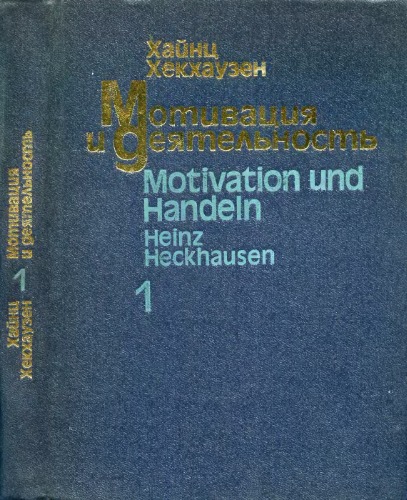 Хайнц
Хекхаузен
Мотивация
и деятельность
Motivation und
Handeln
Heinz
Heckhausen
1
Хайнц
Хекхаузен
1
Мотивация
и деятельность